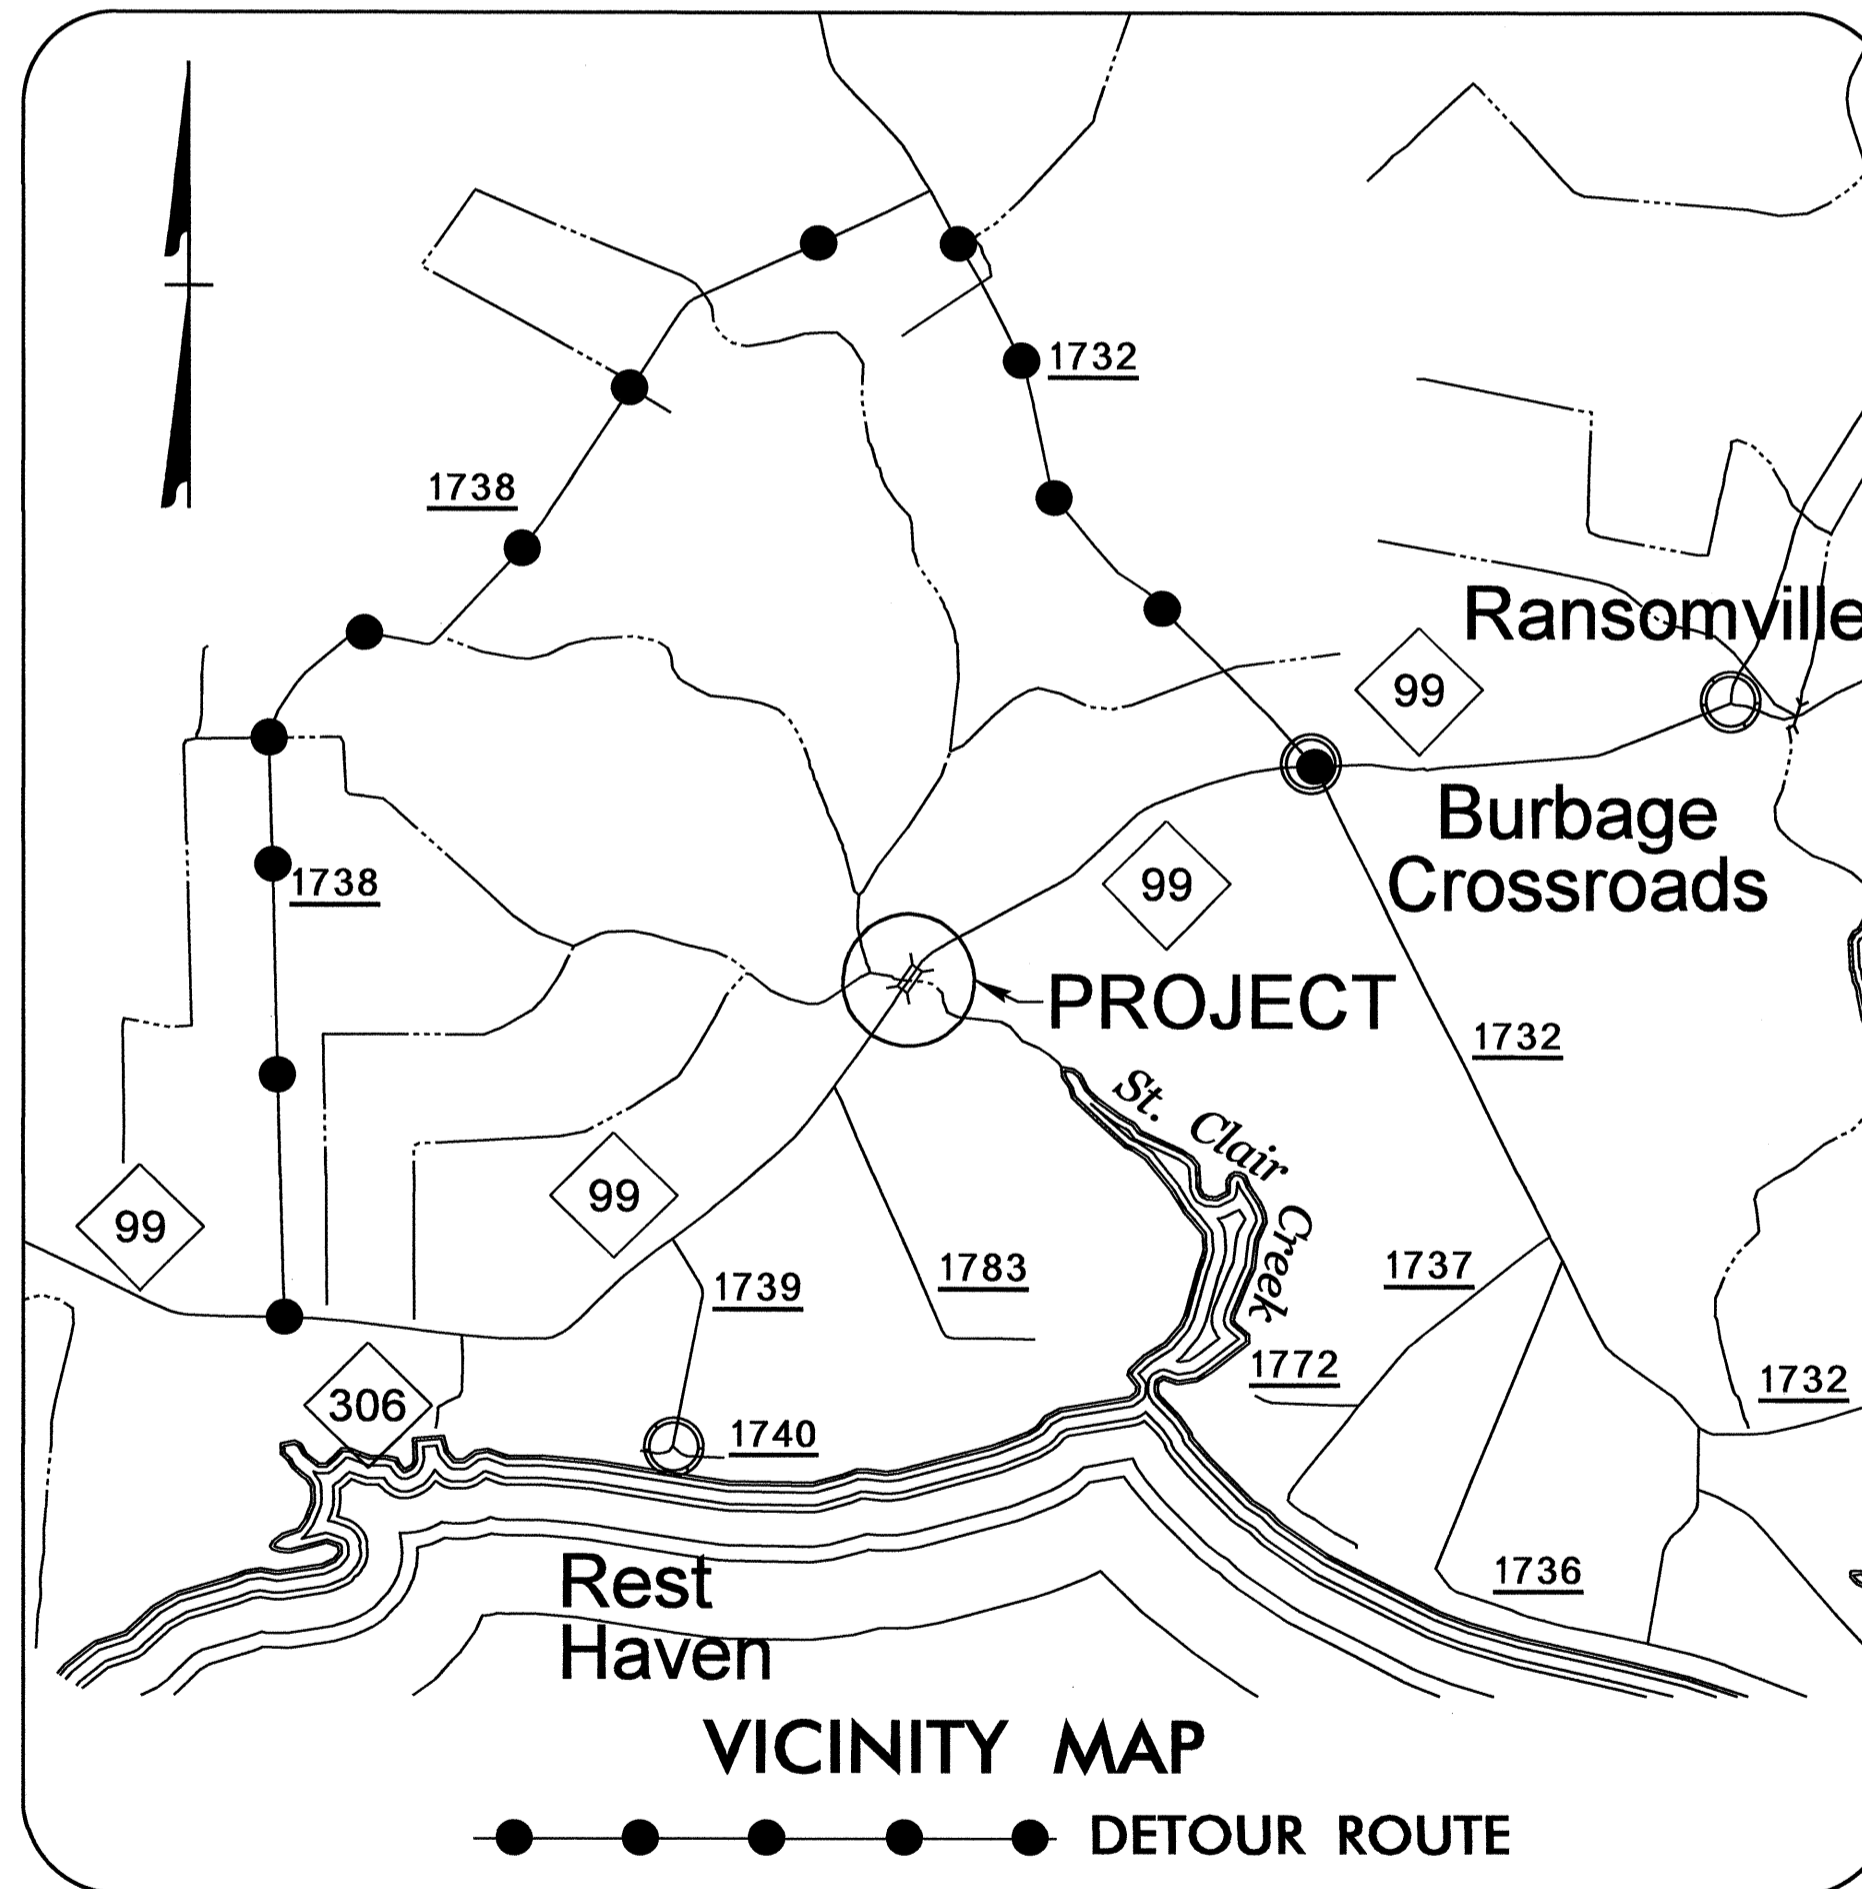 1732
1738
Ransomville
99
Burbage
Crossroads
99
1738
PROJECT
1732
St. Clair Creek
99
99
1783
1737
1739
1772
1732
306
1740
1736
Rest
Haven
VICINITY MAP
DETOUR ROUTE